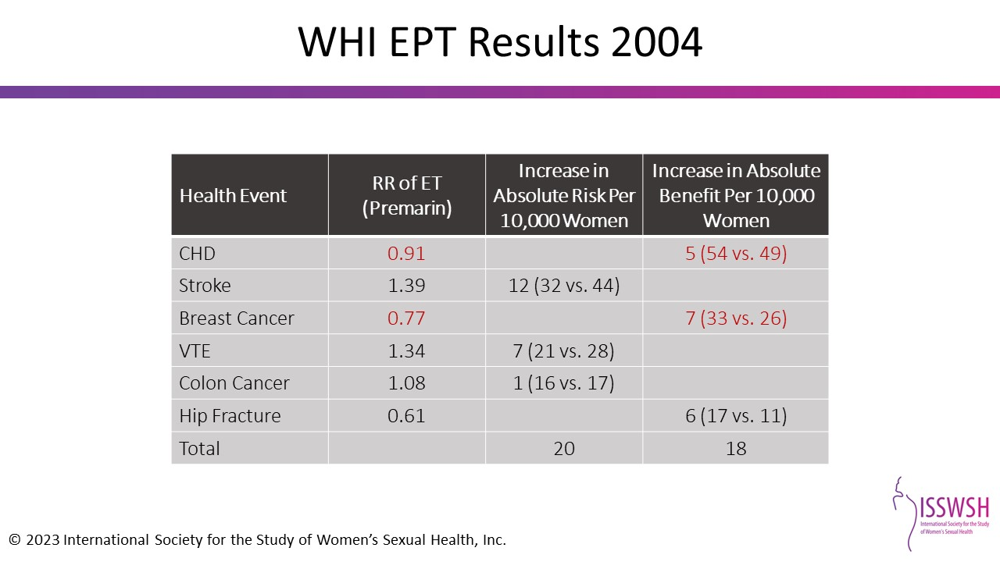 WHI EPT Results 2004
Health Event
RR of ET
(Premarin)
Increase in
Absolute Risk Per
10,000 Women
Increase in Absolute
Benefit Per 10,000
Women
CHD 0.91 5 (54 vs. 49)
Stroke 1.39 12 (32 vs. 44)
Breast Cancer 0.77 7 (33 vs. 26)
VTE 1.34 7 (21 vs. 28)
Colon Cancer 1.08 1 (16 vs. 17)
Hip Fracture 0.61 6 (17 vs. 11)
Total 20 18
ISSWSH
International Society for the Study
of Women's Sexual Health
© 2023 International Society for the Study of Women’s Sexual Health, Inc.